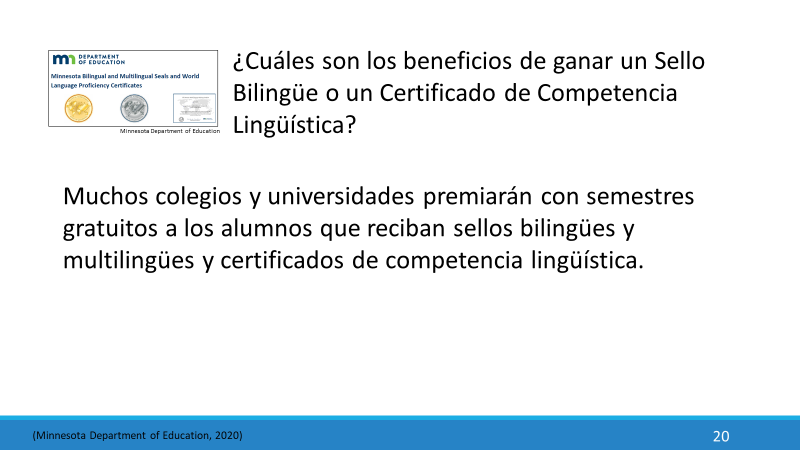 DEPARTMENT
OF EDUCATION
Minnesota Bilingual and Multilingual Seals and World
Language Proficiency Certificates
Minnesota Department of Education
¿Cuáles son los beneficios de ganar un Sello
Bilingüe o un Certificado de Competencia
Lingüística?
Muchos colegios y universidades premiarán con semestres
gratuitos a los alumnos que reciban sellos bilingües y
multilingües y certificados de competencia lingüística.
(Minnesota Department of Education, 2020)
20